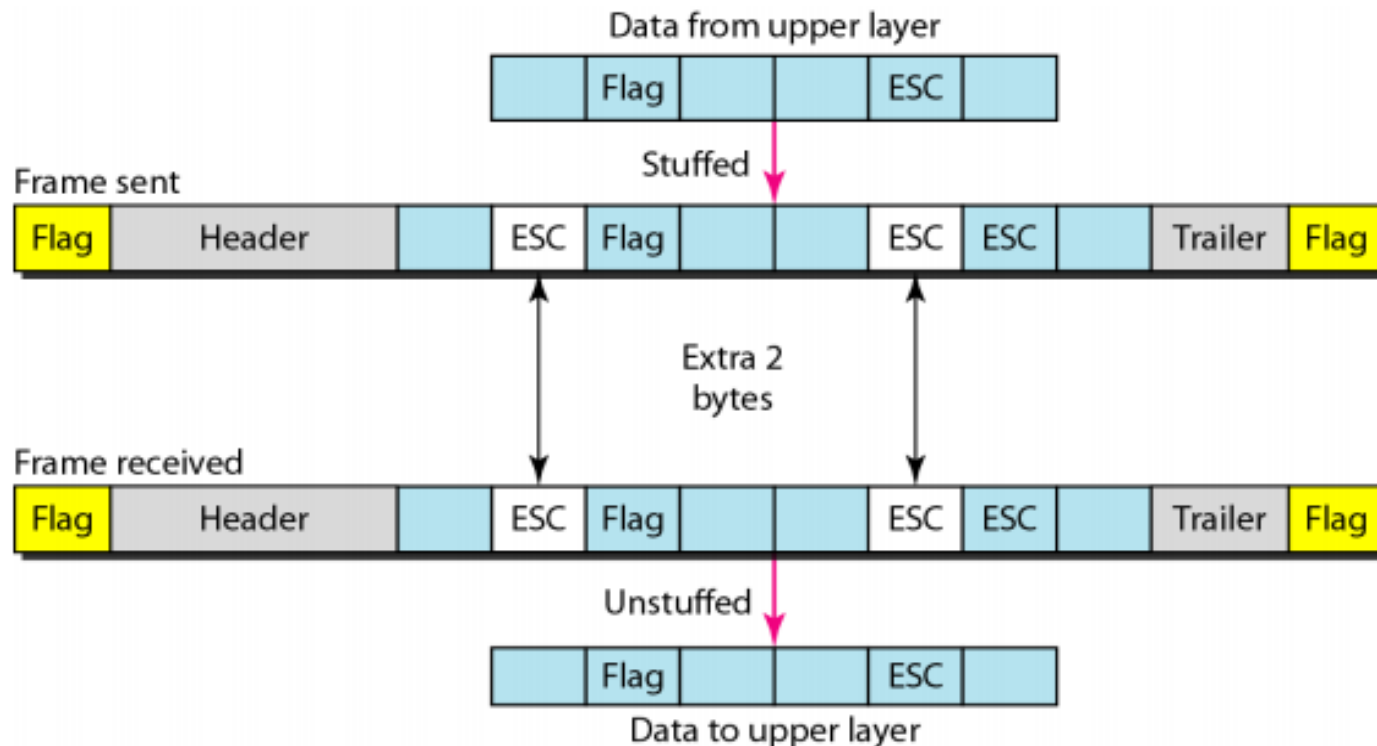 Data from upper layer
Flag ESC
Stuffed
Frame sent
Flag Header ESC Flag ESC ESC Trailer Flag
Extra 2
bytes
Frame received
Flag Header ESC Flag ESC ESC Trailer Flag
Unstuffed
Flag ESC
Data to upper layer